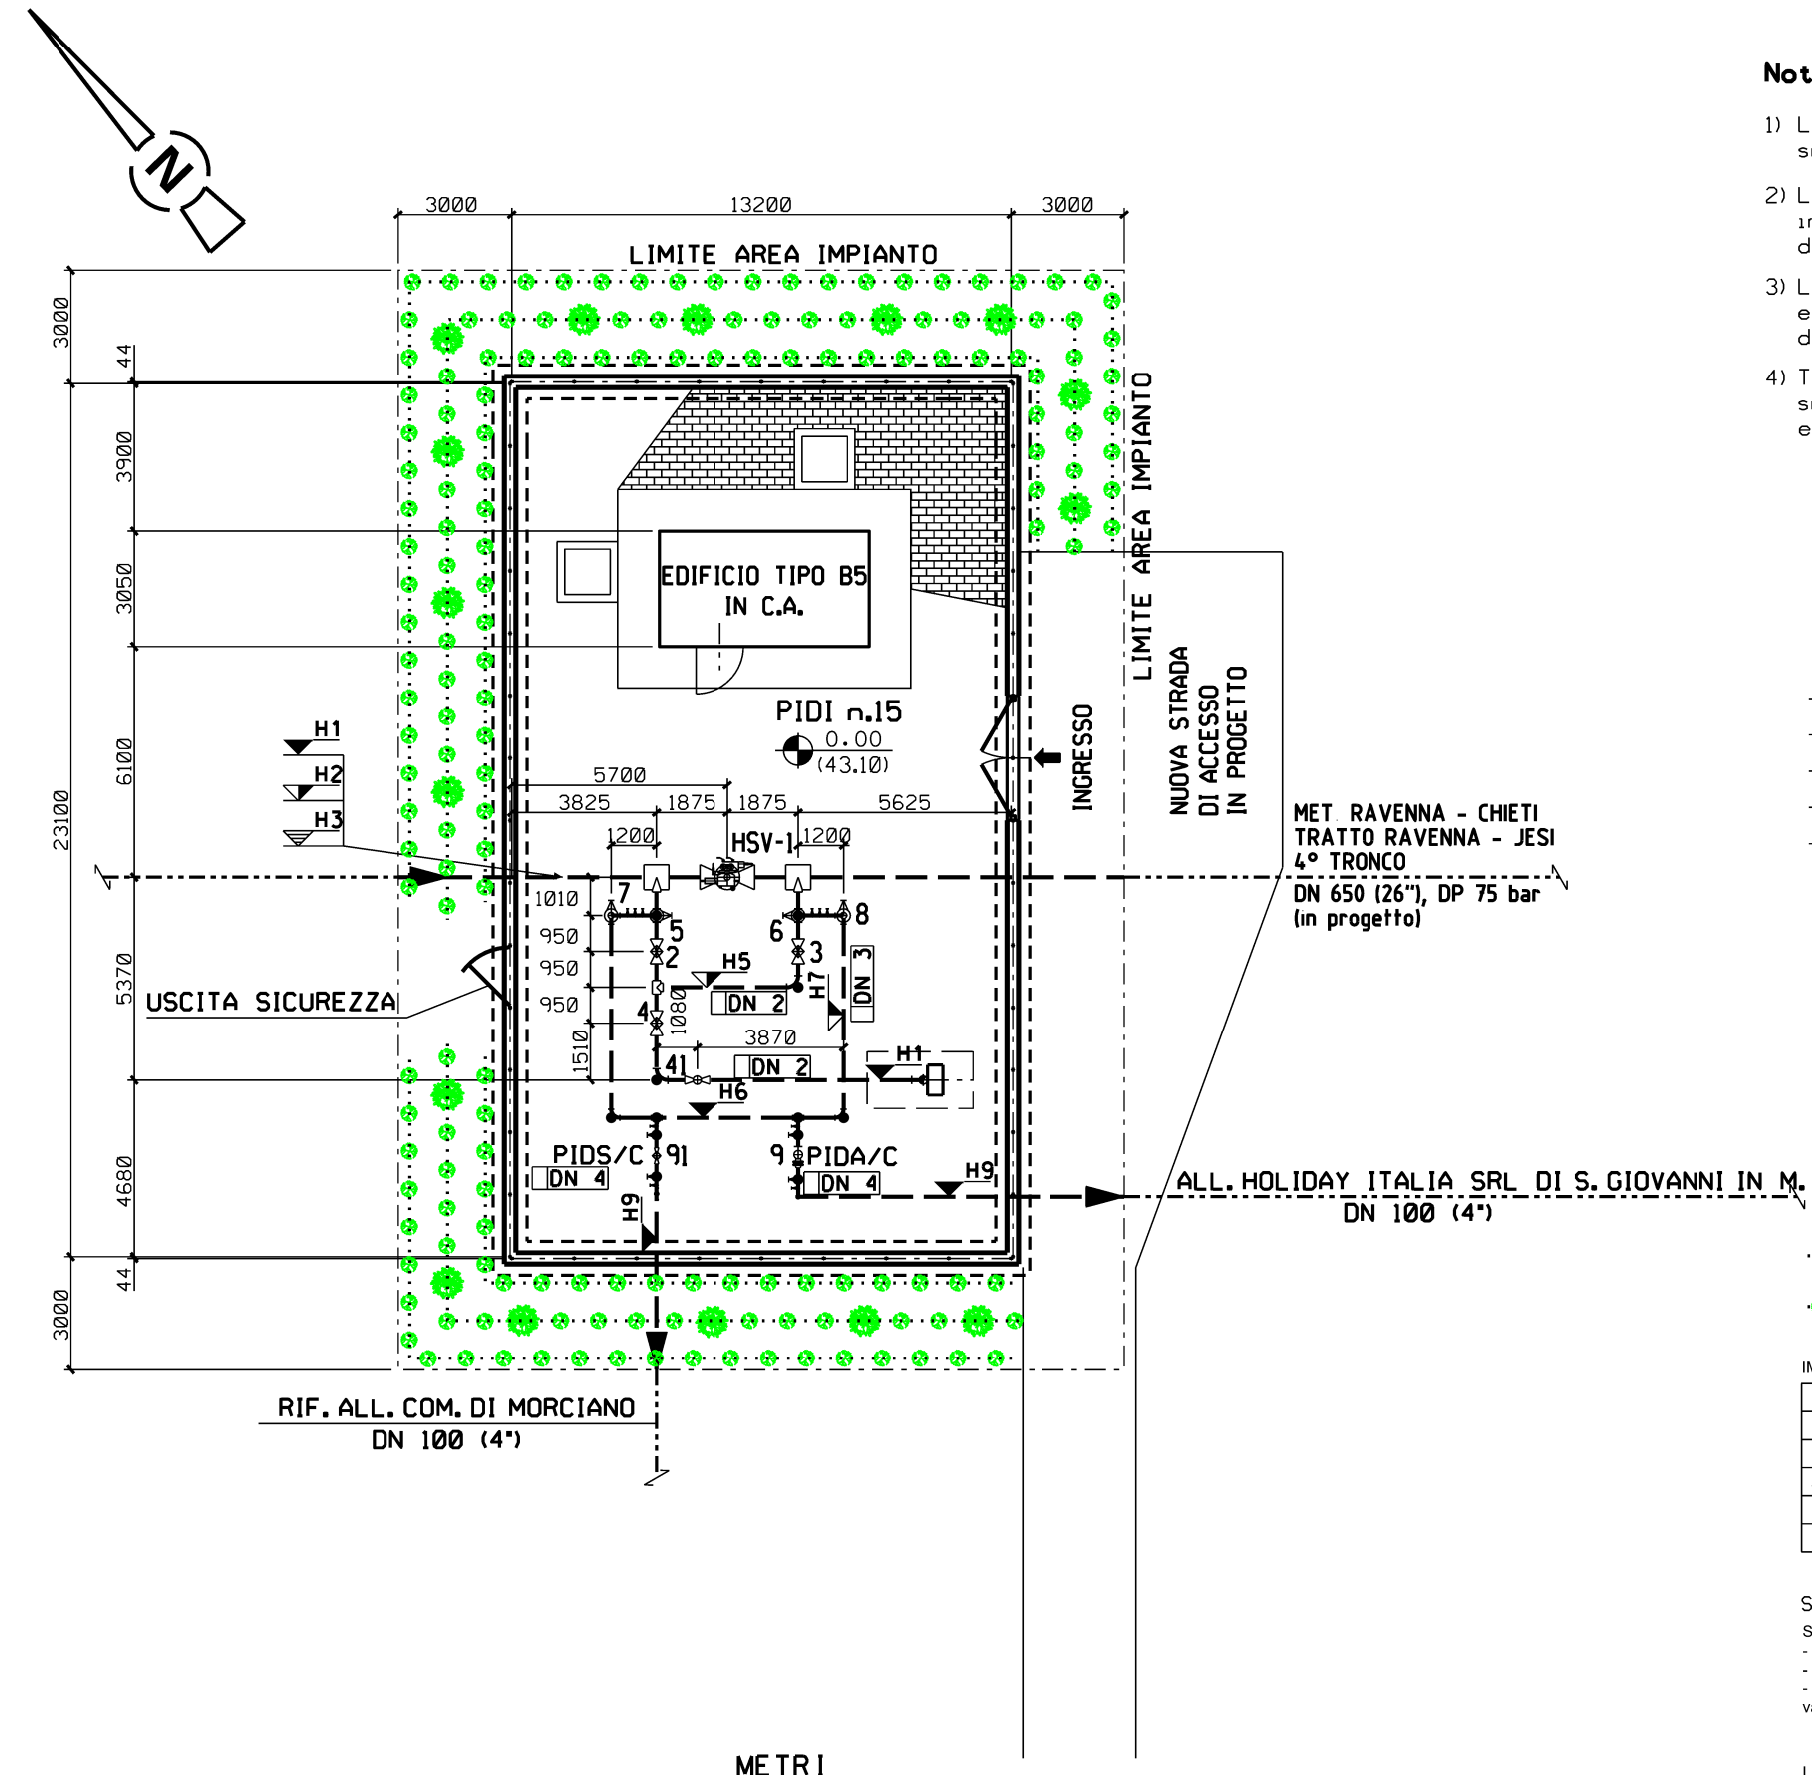 N
3000
13200
3000
LIMITE AREA IMPIANTO
3000
44
3900
3050
6100
23100
5370
4680
44
3000
LIMITE AREA IMPIANTO
EDIFICIO TIPO B5
IN C.A.
PIDI n.15
0.00
(43.10)
INGRESSO
NUOVA STRADA
DI ACCESSO
IN PROGETTO
H1
H2
H3
5700
3825
1875
1875
5625
1200
HSV-1
1200
MET. RAVENNA - CHIETI
TRATTO RAVENNA - JESI
4° TRONCO
DN 650 (26"), DP 75 bar
(in progetto)
7
1010
5
6
8
950
2
3
950
H5
H7
DN 3
950
DN 2
4
1080
1510
3870
41
DN 2
H1
H6
USCITA SICUREZZA
PIDS/C
91
9
PIDA/C
DN 4
DN 4
H9
H9
ALL. HOLIDAY ITALIA SRL DI S. GIOVANNI IN M.
DN 100 (4")
RIF. ALL. COM. DI MORCIANO
DN 100 (4")
METRI
1)
2)
3)
4)